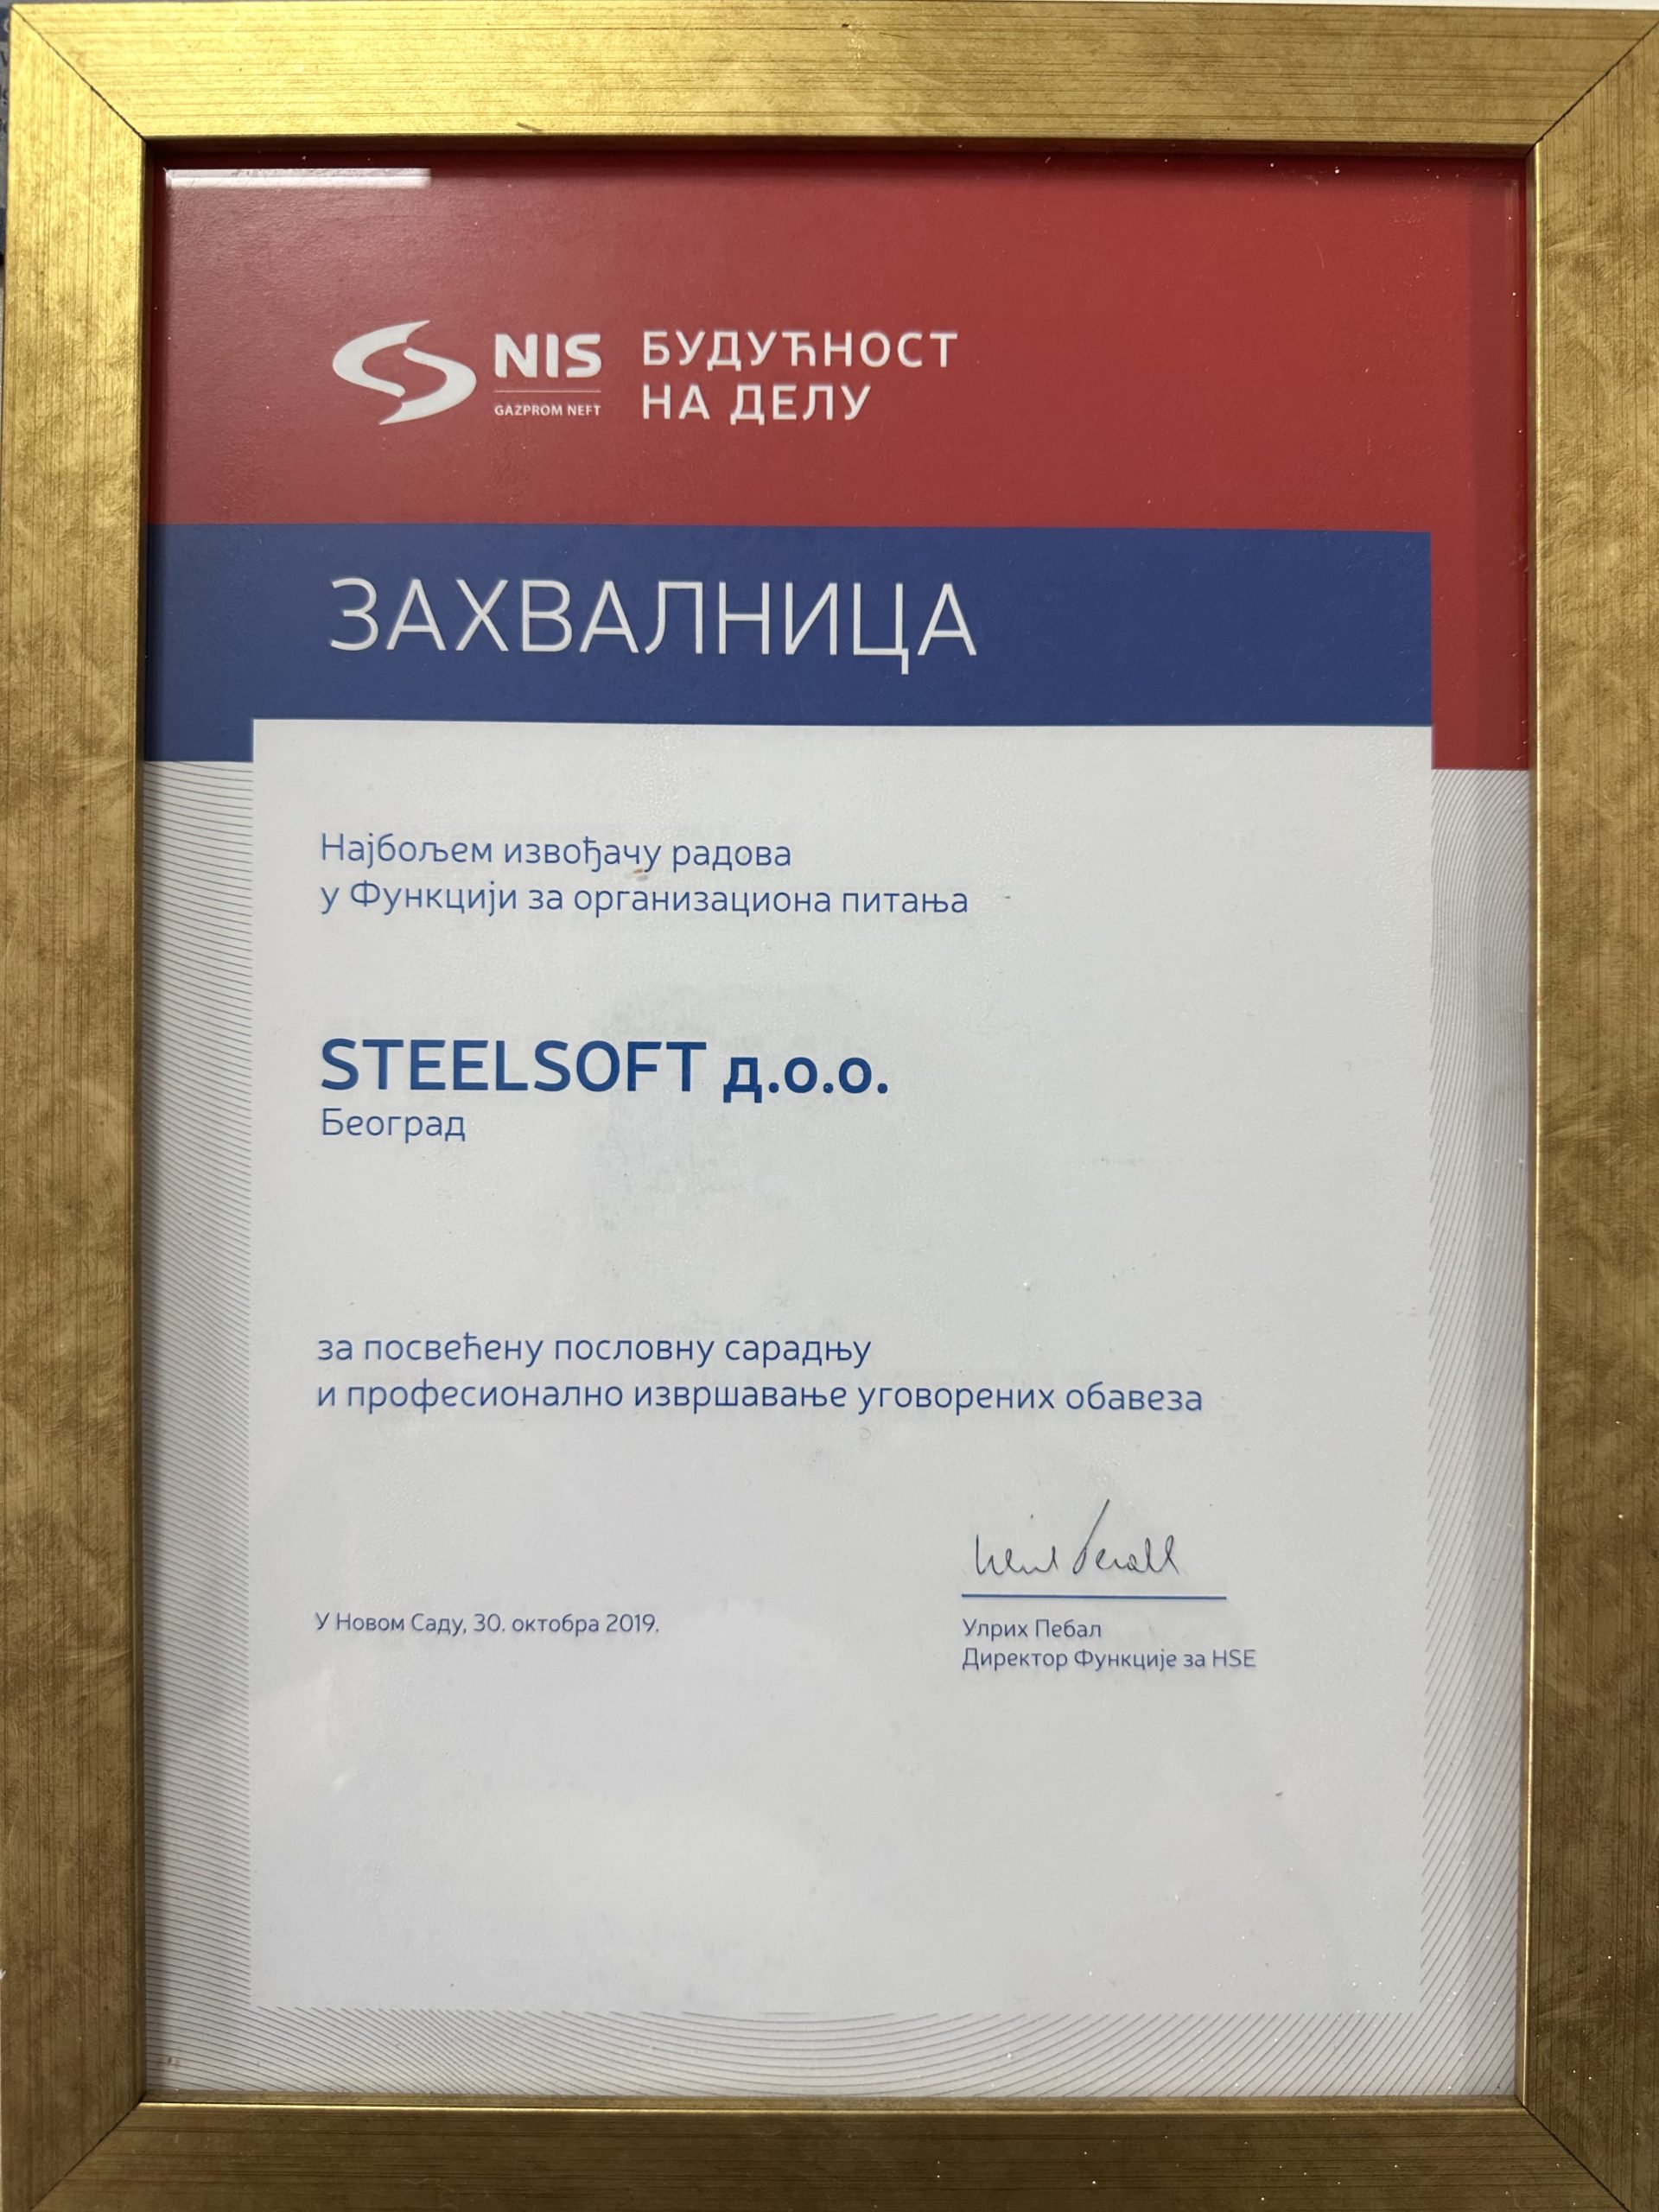 NIS
GAZPROM NEFT
БУДУЋНОСТ
НА ДЕЛУ
ЗАХВАЛНИЦА
Најбољем извођачу радова
у Функцији за организациона питања
STEELSOFT д.о.о.
Београд
за посвећену пословну сарадњу
и професионално извршавање уговорених обавеза
У Новом Саду, 30. октобра 2019.
Улрих Пебал
Директор Функције за HSE